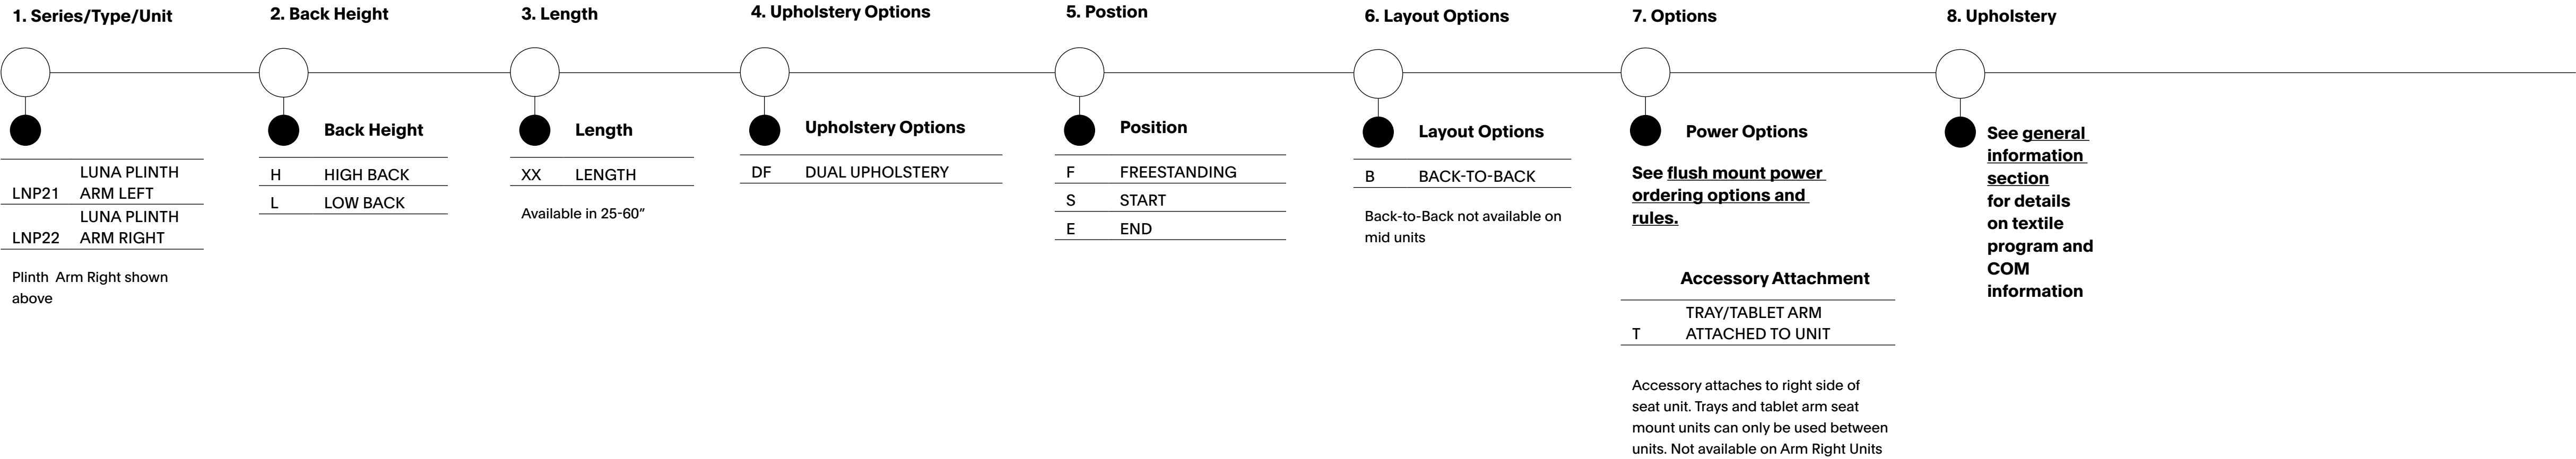 1. Series/Type/Unit
LUNA PLINTH
LNP21 ARM LEFT
LUNA PLINTH
LNP22 ARM RIGHT
Plinth Arm Right shown
above
2. Back Height
Back Height
H HIGH BACK
L LOW BACK
3. Length
Length
XX LENGTH
Available in 25-60”
4. Upholstery Options
Upholstery Options
DF DUAL UPHOLSTERY
5. Postion
Position
F FREESTANDING
S START
E END
6. Layout Options
Layout Options
B BACK-TO-BACK
Back-to-Back not available on
mid units
7. Options
Power Options
See flush mount power
ordering options and
rules.
Accessory Attachment
TRAY/TABLET ARM
T ATTACHED TO UNIT
Accessory attaches to right side of
seat unit. Trays and tablet arm seat
mount units can only be used between
units. Not available on Arm Right Units
8. Upholstery
See general
information
section
for details
on textile
program and
COM
information